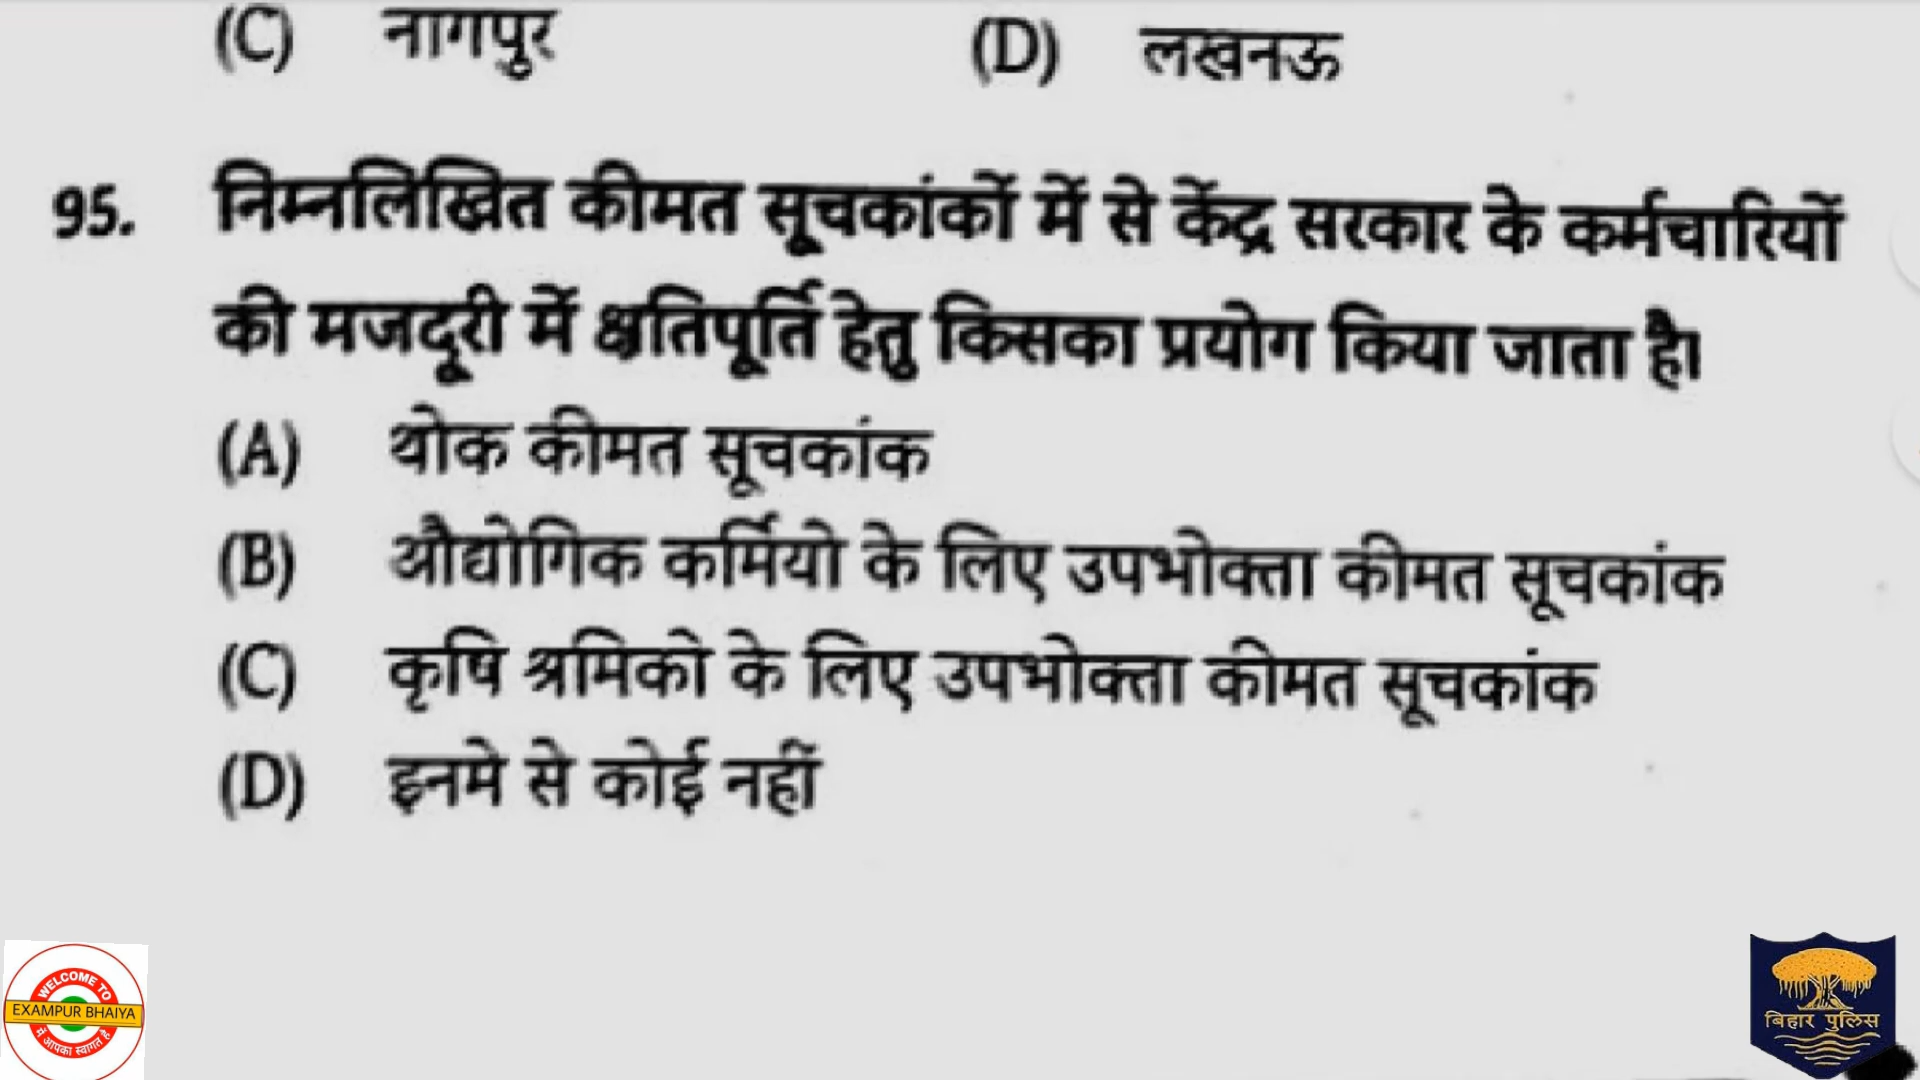 (C) नागपुर (D) लखनऊ
95. निम्नलिखित कीमत सूचकांकों में से केंद्र सरकार के कर्मचारियों
की मजदूरी में क्षतिपूर्ति हेतु किसका प्रयोग किया जाता है।
(A) थोक कीमत सूचकांक
(B) औद्योगिक कर्मियो के लिए उपभोक्ता कीमत सूचकांक
(C) कृषि श्रमिको के लिए उपभोक्ता कीमत सूचकांक
(D) इनमे से कोई नहीं
WELCOME TO
EXAMPUR BHAIYA
में आपका स्वागत है
बिहार पुलिस